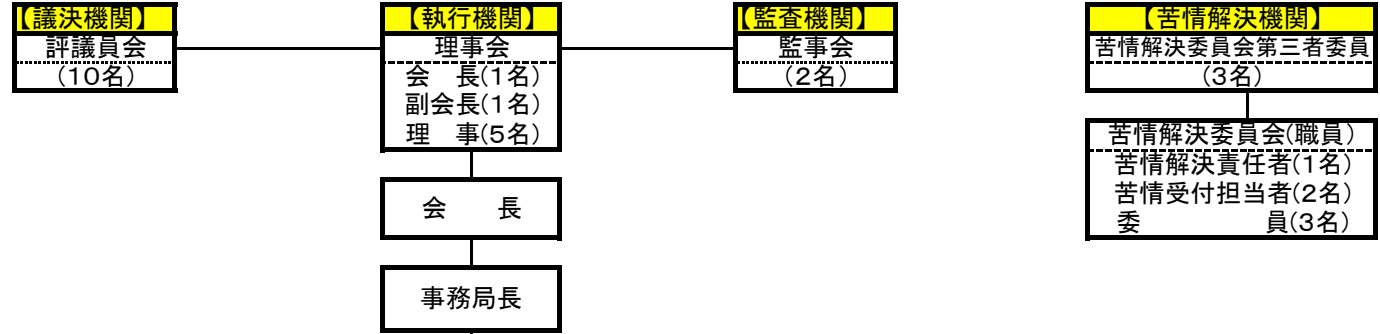 【議決機関】
評議員会
(10名)
【執行機関】
理事会
会　長(1名)
副会長(1名)
理　事(5名)
【監査機関】
監事会
(2名)
【苦情解決機関】
苦情解決委員会第三者委員
(3名)
苦情解決委員会(職員)
苦情解決責任者(1名)
苦情受付担当者(2名)
委　　　　　員(3名)
会　　長
事務局長